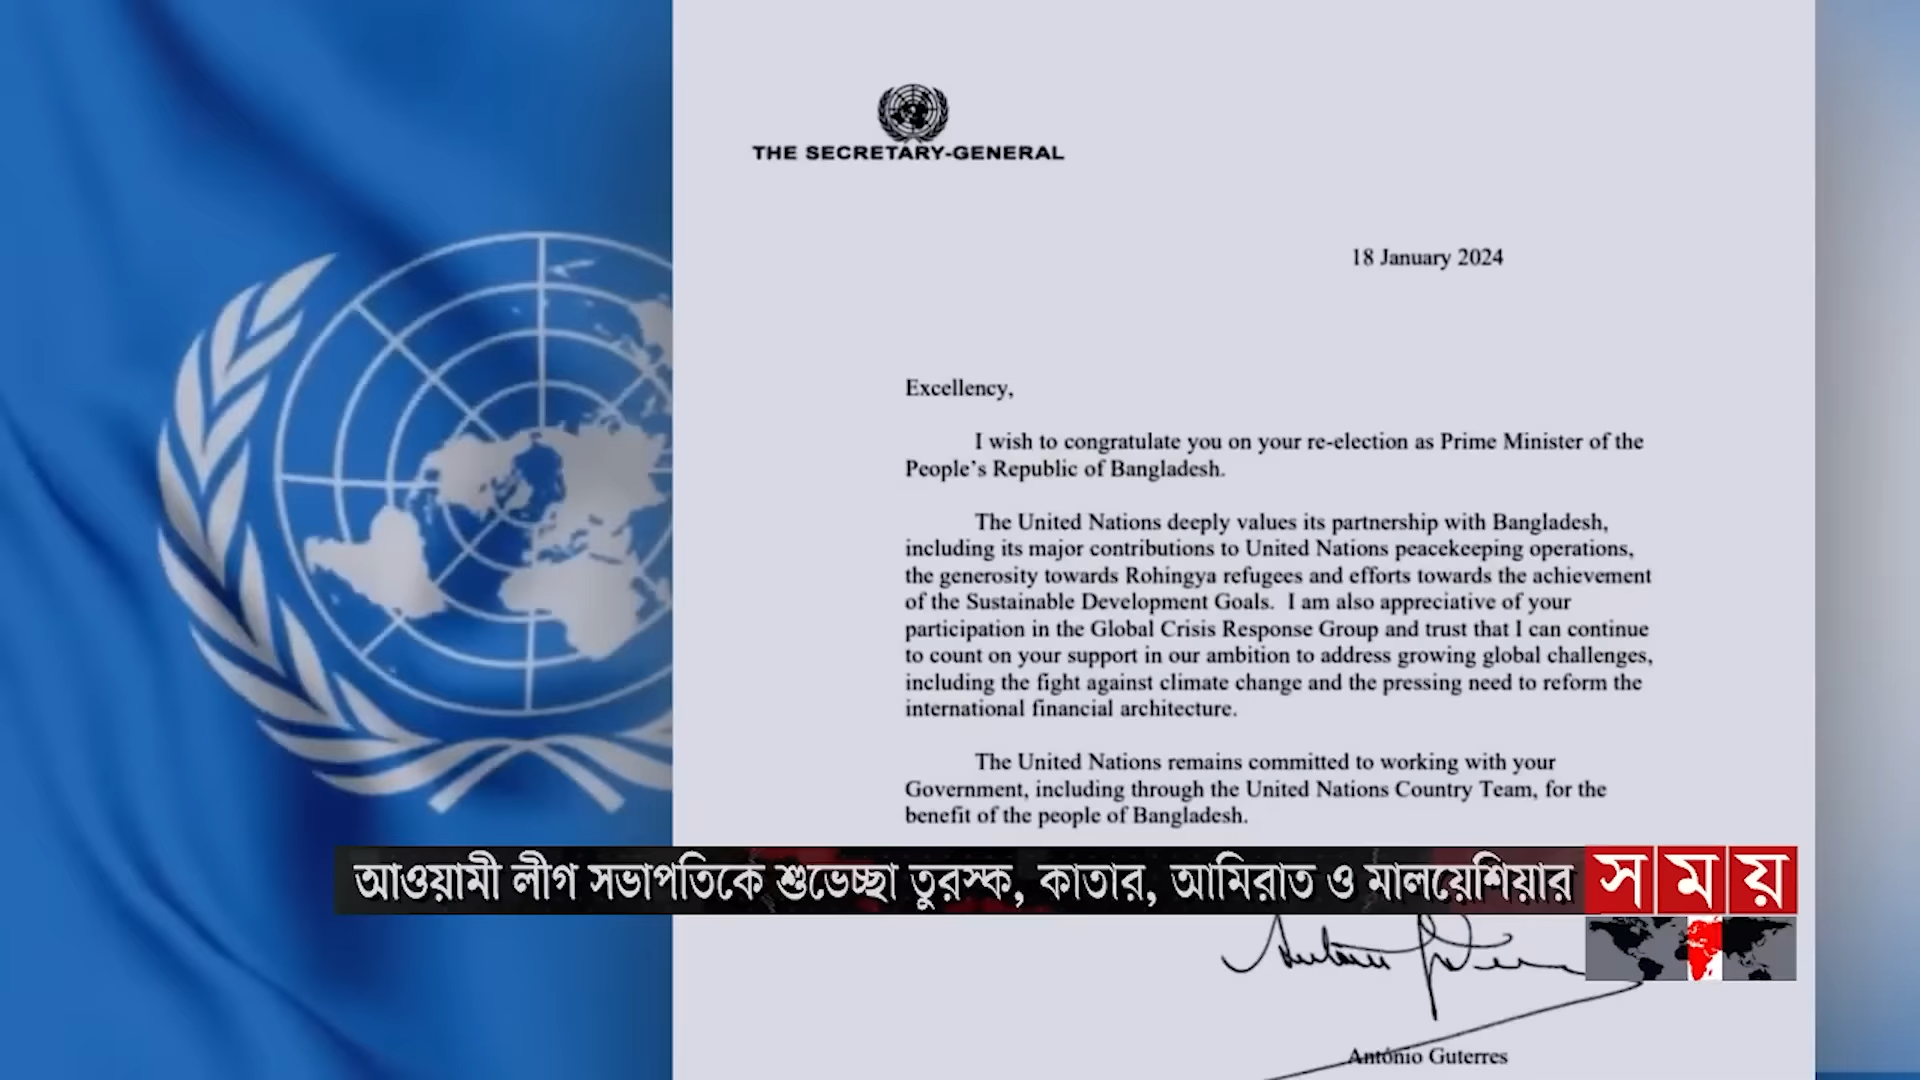 THE SECRETARY-GENERAL
18 January 2024
Excellency,
I wish to congratulate you on your re-election as Prime Minister of the
People's Republic of Bangladesh.
The United Nations deeply values its partnership with Bangladesh,
including its major contributions to United Nations peacekeeping operations,
the generosity towards Rohingya refugees and efforts towards the achievement
of the Sustainable Development Goals.  I am also appreciative of your
participation in the Global Crisis Response Group and trust that I can continue
to count on your support in our ambition to address growing global challenges,
including the fight against climate change and the pressing need to reform the
international financial architecture.
The United Nations remains committed to working with your
Government, including through the United Nations Country Team, for the
benefit of the people of Bangladesh.
আওয়ামী লীগ সভাপতিকে শুভেচ্ছা তুরস্ক, কাতার, আমিরাত ও মালয়েশিয়ার
সময়
António Guterres